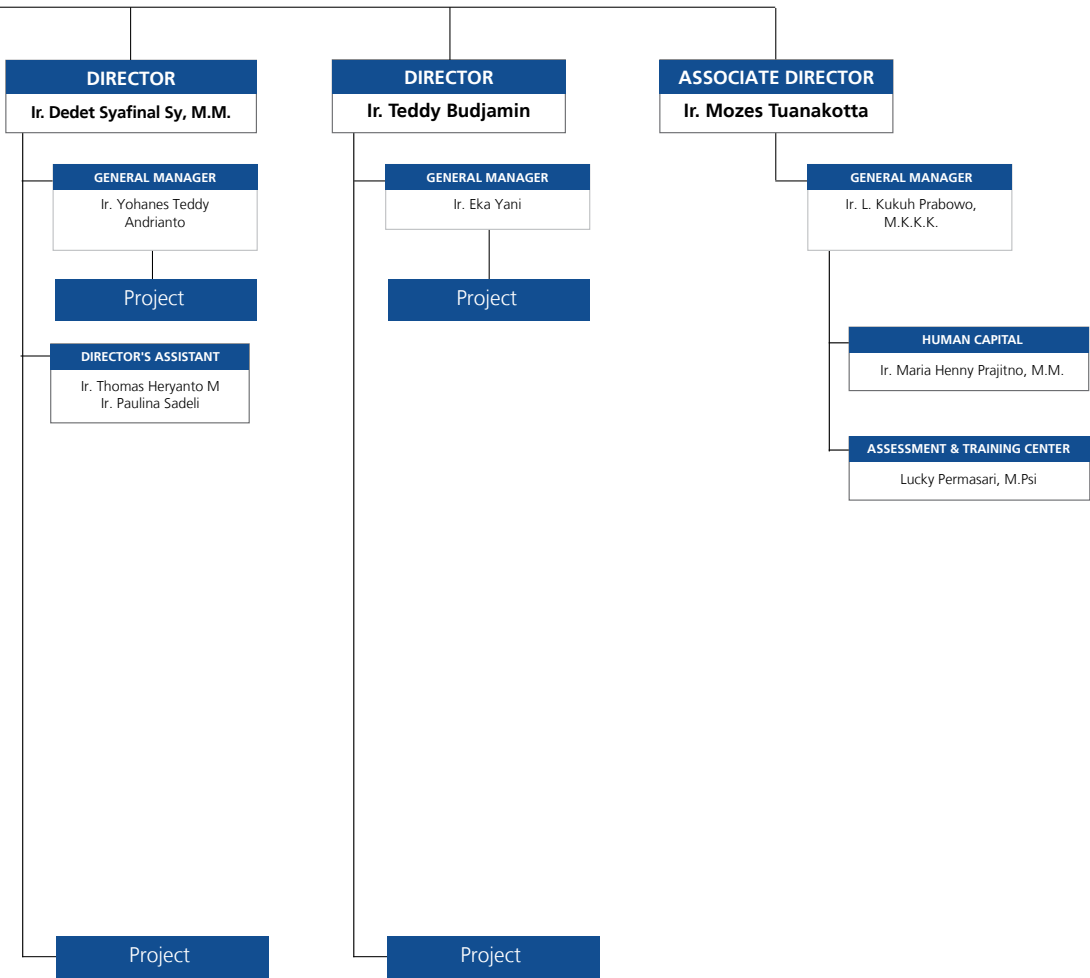 DIRECTOR
Ir. Dedet Syafinal Sy, M.M.
GENERAL MANAGER
Ir. Yohanes Teddy
Andrianto
Project
DIRECTOR'S ASSISTANT
Ir. Thomas Heryanto M
Ir. Paulina Sadeli
Project
DIRECTOR
Ir. Teddy Budjamin
GENERAL MANAGER
Ir. Eka Yani
Project
Project
ASSOCIATE DIRECTOR
Ir. Mozes Tuanakotta
GENERAL MANAGER
Ir. L. Kukuh Prabowo,
M.K.K.K.
HUMAN CAPITAL
Ir. Maria Henny Prajitno, M.M.
ASSESSMENT & TRAINING CENTER
Lucky Permasari, M.Psi